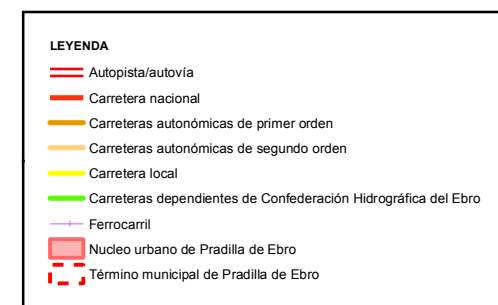 LEYENDA
Autopista/autovía
Carretera nacional
Carreteras autonómicas de primer orden
Carreteras autonómicas de segundo orden
Carretera local
Carreteras dependientes de Confederación Hidrográfica del Ebro
Ferrocarril
Nucleo urbano de Pradilla de Ebro
Término municipal de Pradilla de Ebro